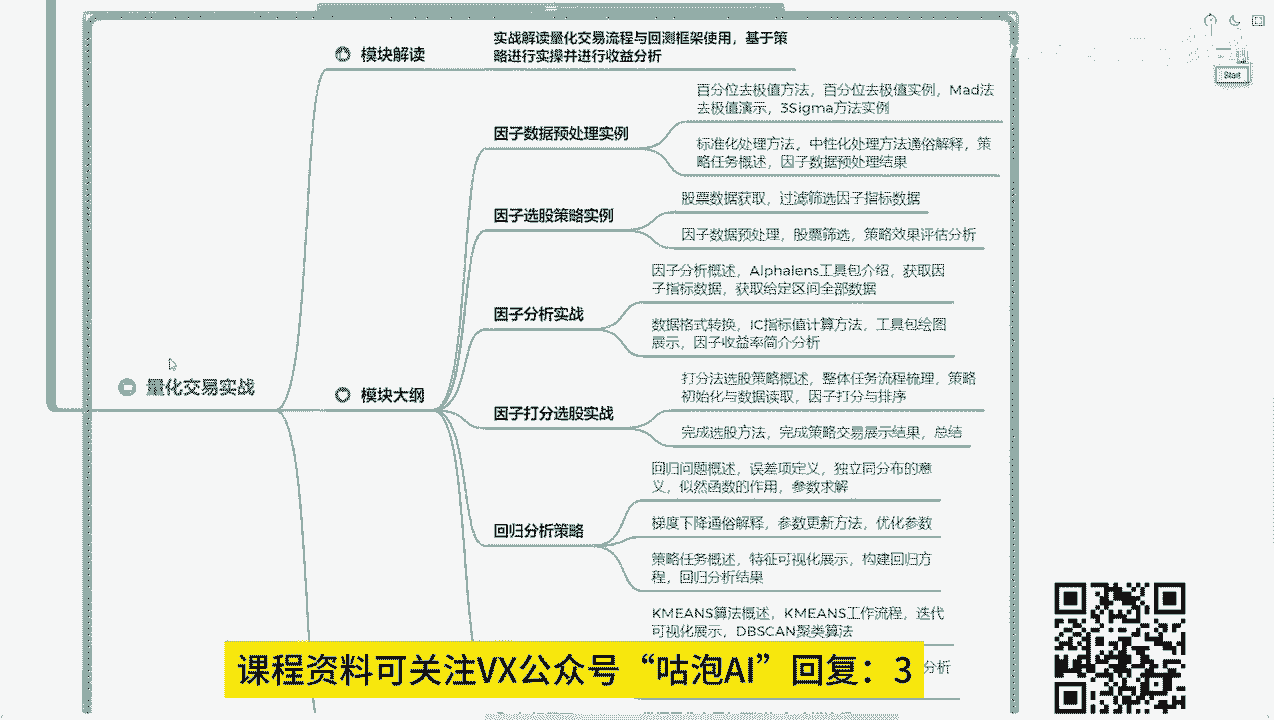 模块解读
实战解读量化交易流程与回测框架使用，基于策
略进行实操并进行收益分析
因子数据预处理实例
百分位去极值方法，百分位去极值实例，Mad法
去极值演示，3Sigma方法实例
标准化处理方法，中性化处理方法通俗解释，策
略任务概述，因子数据预处理结果
因子选股策略实例
股票数据获取，过滤筛选因子指标数据
因子数据预处理，股票筛选，策略效果评估分析
因子分析实战
因子分析概述，Alphalens工具包介绍，获取因
子指标数据，获取给定区间全部数据
数据格式转换，IC指标值计算方法，工具包绘图
展示，因子收益率简介分析
量化交易实战
模块大纲
因子打分选股实战
打分法选股策略概述，整体任务流程梳理，策略
初始化与数据读取，因子打分与排序
完成选股方法，完成策略交易展示结果，总结
回归分析策略
回归问题概述，误差项定义，独立同分布的意
义，似然函数的作用，参数求解
梯度下降通俗解释，参数更新方法，优化参数
策略任务概述，特征可视化展示，构建回归方
程，回归分析结果
KMEANS算法概述，KMEANS工作流程，迭代
可视化展示，DBSCAN聚类算法
分析
课程资料可关注VX公众号“咕泡AI”回复：3
Start